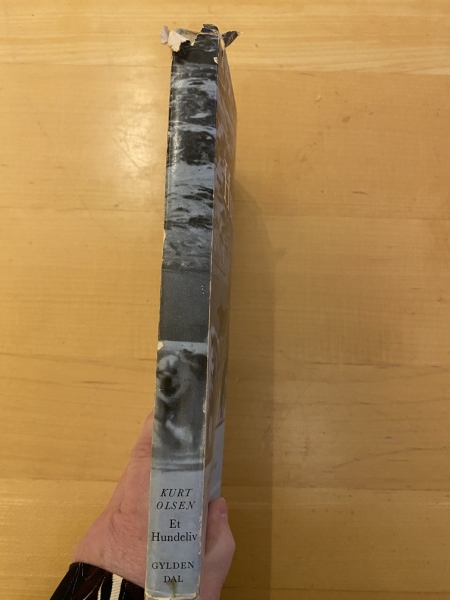 KURT
OLSEN
Et
Hundeliv
GYLDEN
DAL